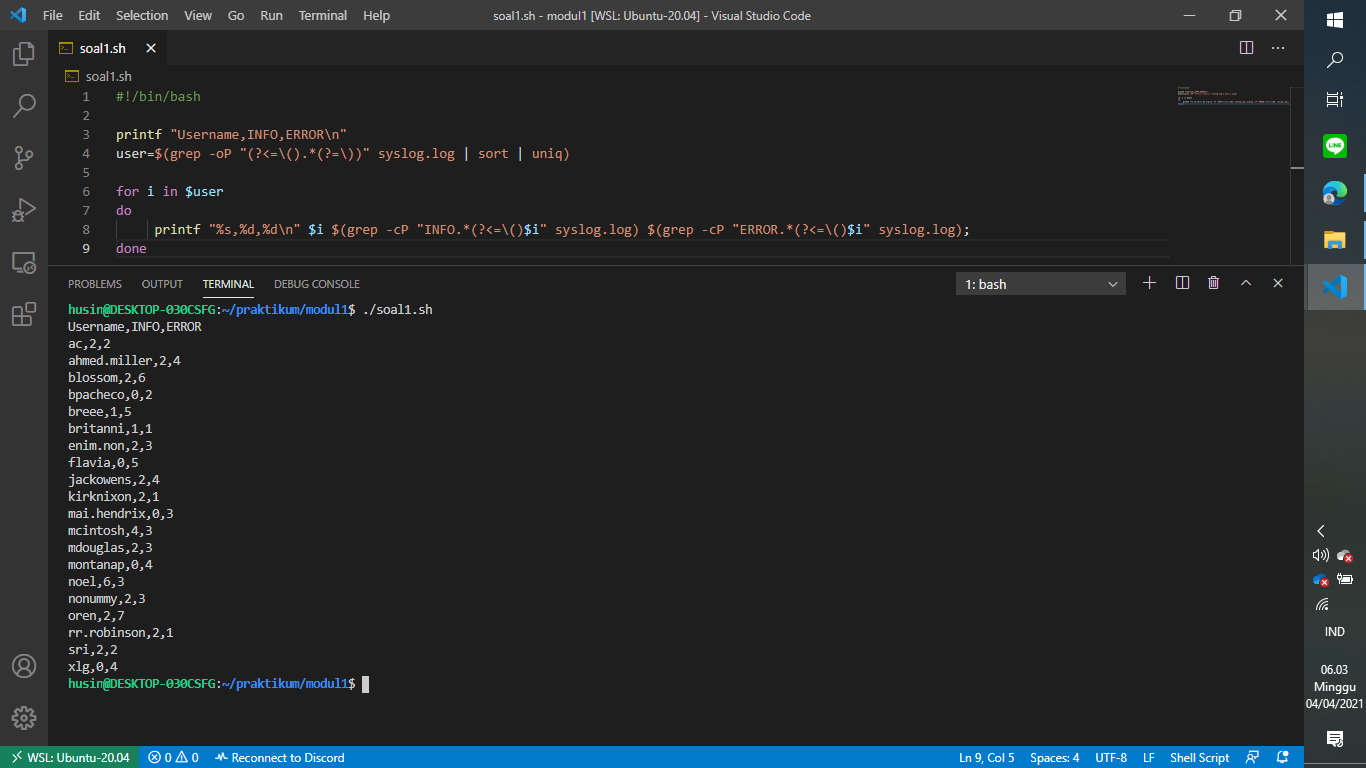 File Edit Selection View Go Run Terminal Help
soal1.sh - modul1 [WSL: Ubuntu-20.04] - Visual Studio Code
soal1.sh
soal1.sh
1 #!/bin/bash
2
3 printf "Username,INFO,ERROR\n"
4 user=$(grep -oP "(?<=\().*(?=\))" syslog.log | sort | uniq)
5
6 for i in $user
7 do
8 printf "%s,%d,%d\n" $i $(grep -cP "INFO.*(?<=\()$i" syslog.log) $(grep -cP "ERROR.*(?<=\()$i" syslog.log);
9 done
PROBLEMS OUTPUT TERMINAL DEBUG CONSOLE
1: bash
husin@DESKTOP-030CSFG:~/praktikum/modul1$ ./soal1.sh
Username,INFO,ERROR
ac,2,2
ahmed.miller,2,4
blossom,2,6
bpacheco,0,2
breee,1,5
britanni,1,1
enim.non,2,3
flavia,0,5
jackowens,2,4
kirknixon,2,1
mai.hendrix,0,3
mcintosh,4,3
mdouglas,2,3
montanap,0,4
noel,6,3
nonummy,2,3
oren,2,7
rr.robinson,2,1
sri,2,2
xlg,0,4
husin@DESKTOP-030CSFG:~/praktikum/modul1$
WSL: Ubuntu-20.04 0 0 Reconnect to Discord
Ln 9, Col 5 Spaces: 4 UTF-8 LF Shell Script
LINE
IND
06.03
Minggu
04/04/2021